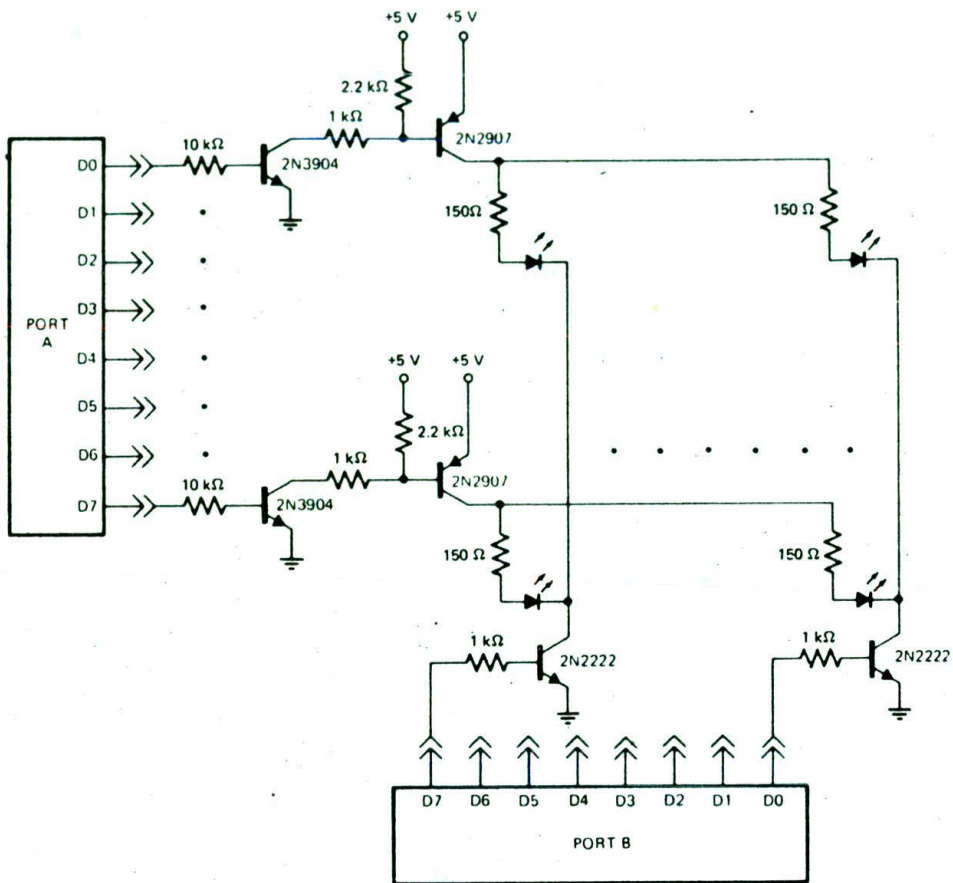 +5 V
+5 V
2.2 kΩ
1 kΩ
2N2907
10 kΩ
2N3904
150Ω
150 Ω
D0
D1
D2
D3
D4
D5
D6
D7
PORT
A
+5 V
+5 V
2.2 kΩ
1 kΩ
2N2907
10 kΩ
2N3904
150 Ω
150 Ω
1 kΩ
2N2222
1 kΩ
2N2222
D7 D6 D5 D4 D3 D2 D1 D0
PORT B